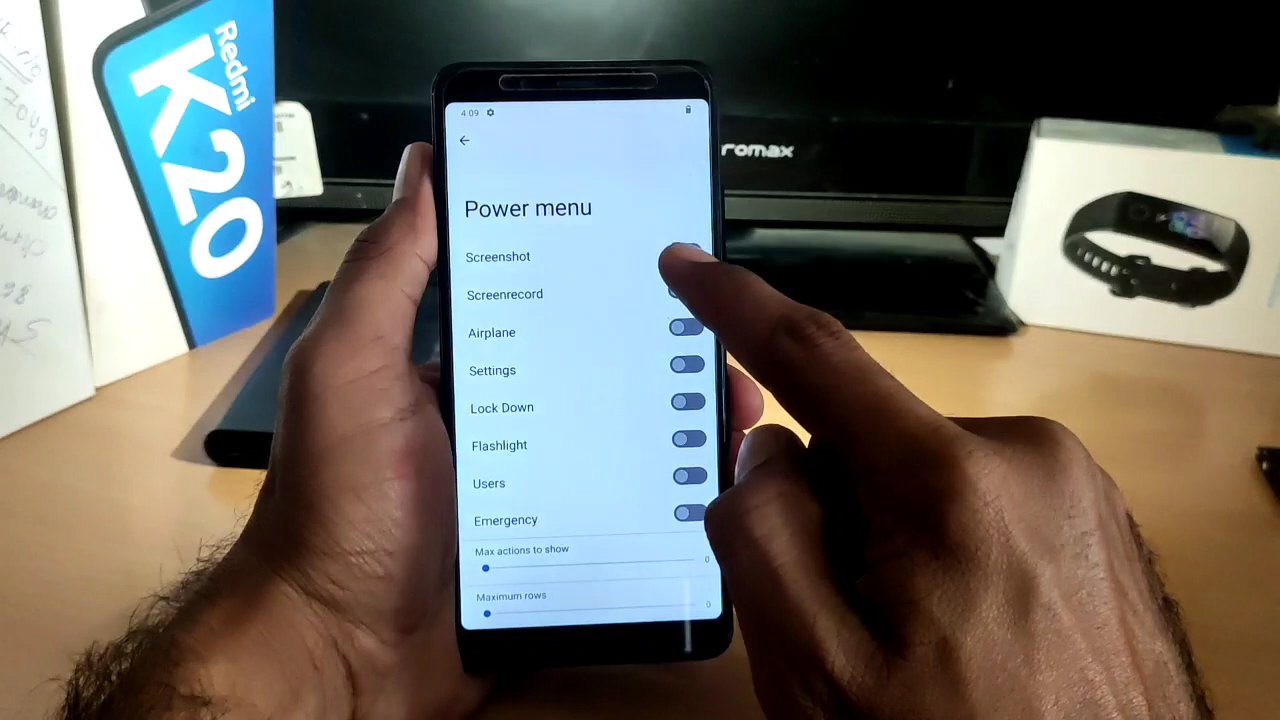 Redmi
K20
romax
4:09
Power menu
Screenshot
Screenrecord
Airplane
Settings
Lock Down
Flashlight
Users
Emergency
Max actions to show
0
Maximum rows
0